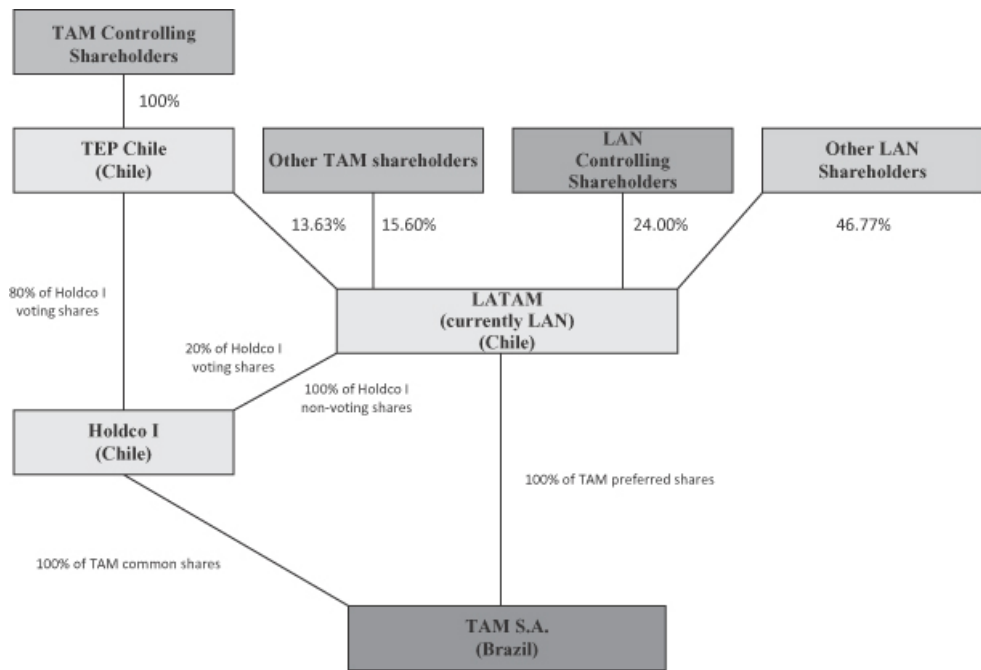 TAM Controlling
Shareholders
100%
TEP Chile
(Chile)
Other TAM shareholders
LAN
Controlling
Shareholders
Other LAN
Shareholders
13.63%
15.60%
24.00%
46.77%
80% of Holdco I
voting shares
LATAM
(currently LAN)
(Chile)
20% of Holdco I
voting shares
100% of Holdco I
non-voting shares
Holdco I
(Chile)
100% of TAM preferred shares
100% of TAM common shares
TAM S.A.
(Brazil)